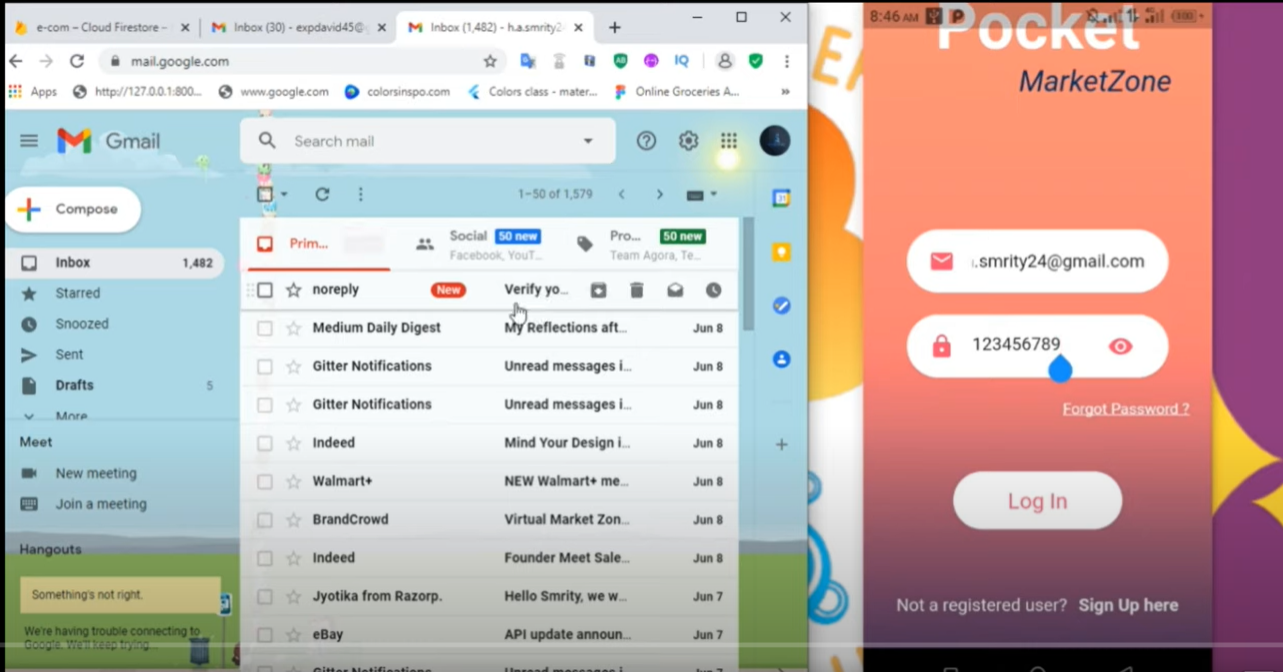 e-com – Cloud Firestore –
Inbox (30) - expdavid45@g
Inbox (1,482) - h.a.smrity2
mail.google.com
Apps
http://127.0.0.1:800...
www.google.com
colorsinspo.com
Colors class - mater...
Online Groceries A...
»
Gmail
Search mail
Compose
1–50 of 1,579
Inbox 1,482
Starred
Snoozed
Sent
Drafts 5
More
Meet
New meeting
Join a meeting
Hangouts
Something's not right.
We're having trouble connecting to
Google. We'll keep trying...
Prim...
Social 50 new
Facebook, YouT...
Pro... 50 new
Team Agora, Te...
noreply New Verify yo...
Medium Daily Digest My Reflections aft... Jun 8
Gitter Notifications Unread messages i... Jun 8
Gitter Notifications Unread messages i... Jun 8
Indeed Mind Your Design i... Jun 8
Walmart+ NEW Walmart+ me... Jun 8
BrandCrowd Virtual Market Zon... Jun 8
Indeed Founder Meet Sale... Jun 8
Jyotika from Razorp. Hello Smrity, we w... Jun 7
eBay API update announ... Jun 7
Gitter Notifications Unread messages i... Jun 7
8:46 AM
Pocket
MarketZone
.smrity24@gmail.com
123456789
Forgot Password ?
Log In
Not a registered user? Sign Up here